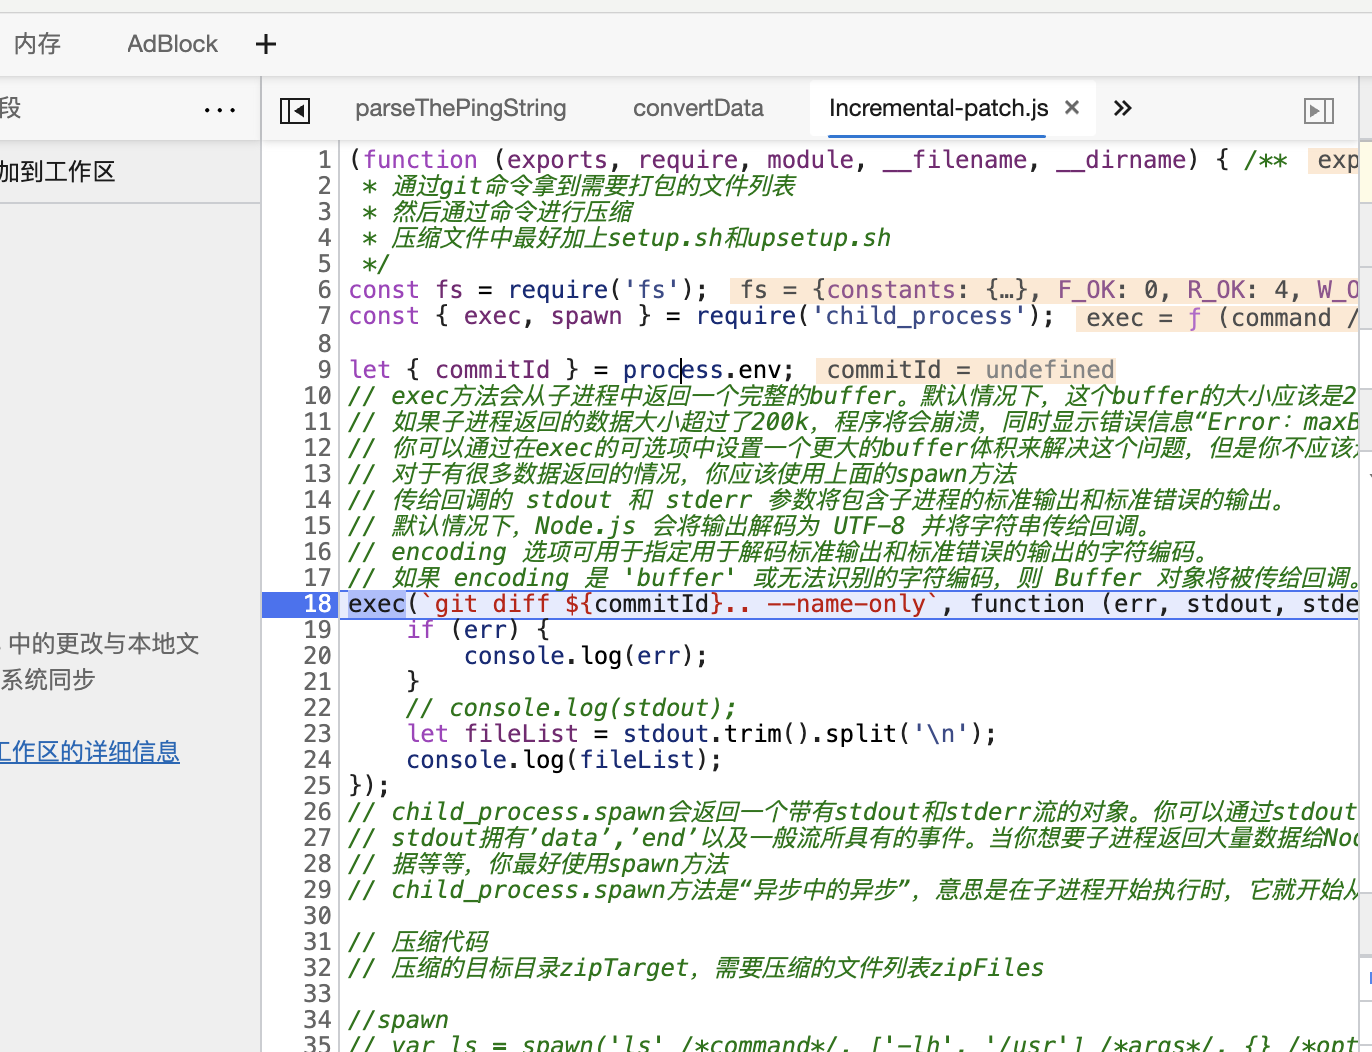 内存 AdBlock +
段 ...
parseThePingString convertData Incremental-patch.js × »
加到工作区
中的更改与本地文
系统同步
工作区的详细信息
1 (function (exports, require, module, __filename, __dirname) { /** exp
2 * 通过git命令拿到需要打包的文件列表
3 * 然后通过命令进行压缩
4 * 压缩文件中最好加上setup.sh和upsetup.sh
5 */
6 const fs = require('fs'); fs = {constants: {…}, F_OK: 0, R_OK: 4, W_O
7 const { exec, spawn } = require('child_process'); exec = ƒ (command /
8
9 let { commitId } = process.env; commitId = undefined
10 // exec方法会从子进程中返回一个完整的buffer。默认情况下，这个buffer的大小应该是2
11 // 如果子进程返回的数据大小超过了200k，程序将会崩溃，同时显示错误信息“Error：maxB
12 // 你可以通过在exec的可选项中设置一个更大的buffer体积来解决这个问题，但是你不应该
13 // 对于有很多数据返回的情况，你应该使用上面的spawn方法
14 // 传给回调的 stdout 和 stderr 参数将包含子进程的标准输出和标准错误的输出。
15 // 默认情况下，Node.js 会将输出解码为 UTF-8 并将字符串传给回调。
16 // encoding 选项可用于指定用于解码标准输出和标准错误的输出的字符编码。
17 // 如果 encoding 是 'buffer' 或无法识别的字符编码，则 Buffer 对象将被传给回调。
18 exec(`git diff ${commitId}.. --name-only`, function (err, stdout, stde
19 if (err) {
20 console.log(err);
21 }
22 // console.log(stdout);
23 let fileList = stdout.trim().split('\n');
24 console.log(fileList);
25 });
26 // child_process.spawn会返回一个带有stdout和stderr流的对象。你可以通过stdout
27 // stdout拥有’data’,’end’以及一般流所具有的事件。当你想要子进程返回大量数据给No
28 // 据等等，你最好使用spawn方法
29 // child_process.spawn方法是“异步中的异步”，意思是在子进程开始执行时，它就开始从
30
31 // 压缩代码
32 // 压缩的目标目录zipTarget，需要压缩的文件列表zipFiles
33
34 //spawn
35 // var ls = spawn('ls' /*command*/, ['-lh', '/usr'] /*args*/, {} /*opt